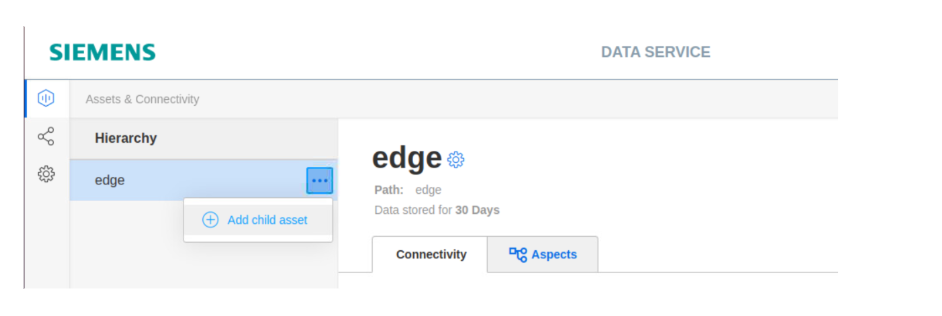 SIEMENS
DATA SERVICE
Assets & Connectivity
Hierarchy
edge
Add child asset
edge
Path: edge
Data stored for 30 Days
Connectivity
Aspects